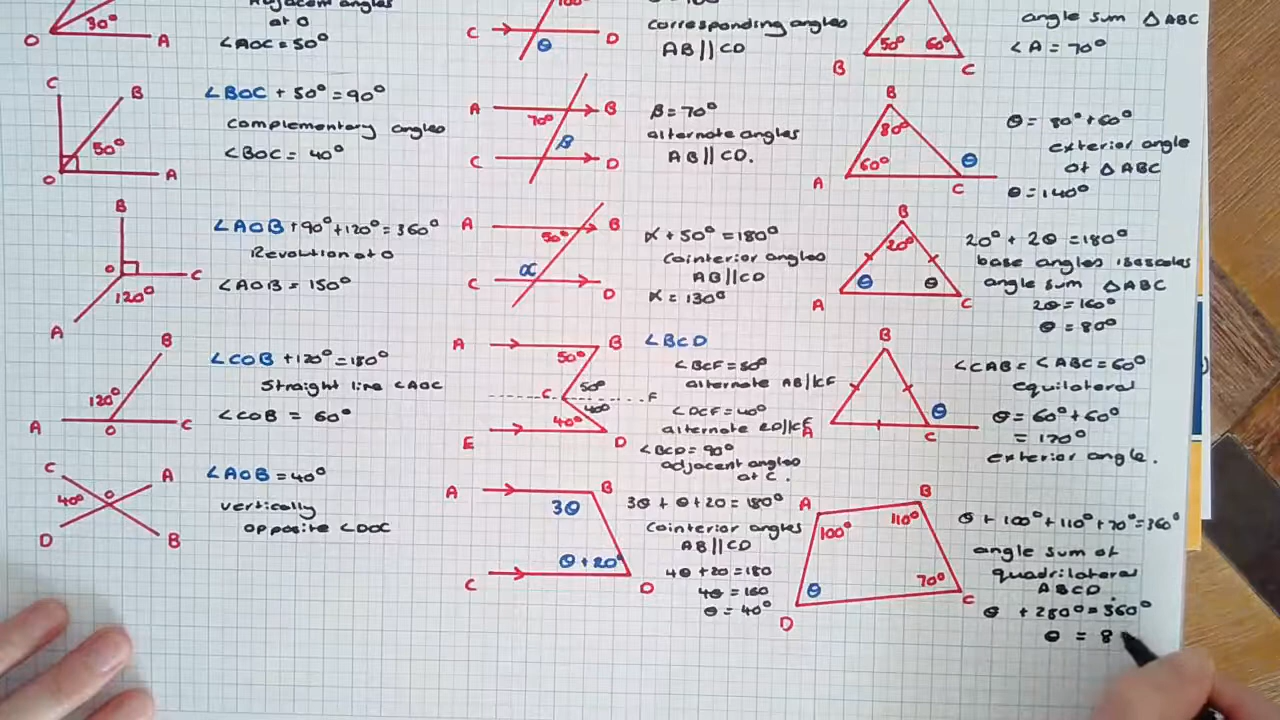 Adjacent angles
at O
∠AOC = 50°
30°
O
A
C
B
50°
O
A
∠BOC + 50° = 90°
complementary angles
∠BOC = 40°
B
O
C
120°
A
∠AOB + 90° + 120° = 360°
Revolution at O
∠AOB = 150°
B
120°
A
O
C
∠COB + 120° = 180°
Straight line ∠AOC
∠COB = 60°
C
A
40°
O
D
B
∠AOB = 40°
vertically
opposite ∠DOC
C
D
θ
corresponding angles
AB||CD
A
B
70°
β
C
D
β = 70°
alternate angles
AB||CD.
A
B
50°
α
C
D
α + 50° = 180°
Cointerior angles
AB||CD
α = 130°
A
B
50°
C
50°
F
40°
40°
E
D
∠BCD
∠BCF = 50°
alternate AB||CF
∠DCF = 40°
alternate ED||CF
∠BCD = 90°
adjacent angles
at C.
A
B
3θ
θ + 20°
C
D
3θ + θ + 20 = 180°
Cointerior angles
AB||CD
4θ + 20 = 180
4θ = 160
θ = 40°
50°
60°
B
C
angle sum △ABC
∠A = 70°
B
80°
60°
θ
A
C
θ = 80° + 60°
exterior angle
of △ABC
θ = 140°
B
20°
θ
θ
A
C
20° + 2θ = 180°
base angles isosceles
angle sum △ABC
2θ = 160°
θ = 80°
B
θ
A
C
∠CAB = ∠ABC = 60°
equilateral
θ = 60° + 60°
= 120°
exterior angle.
A
B
100°
110°
θ
70°
C
D
θ + 100° + 110° + 70° = 360°
angle sum of
quadrilateral
ABCD
θ + 280° = 360°
θ = 8